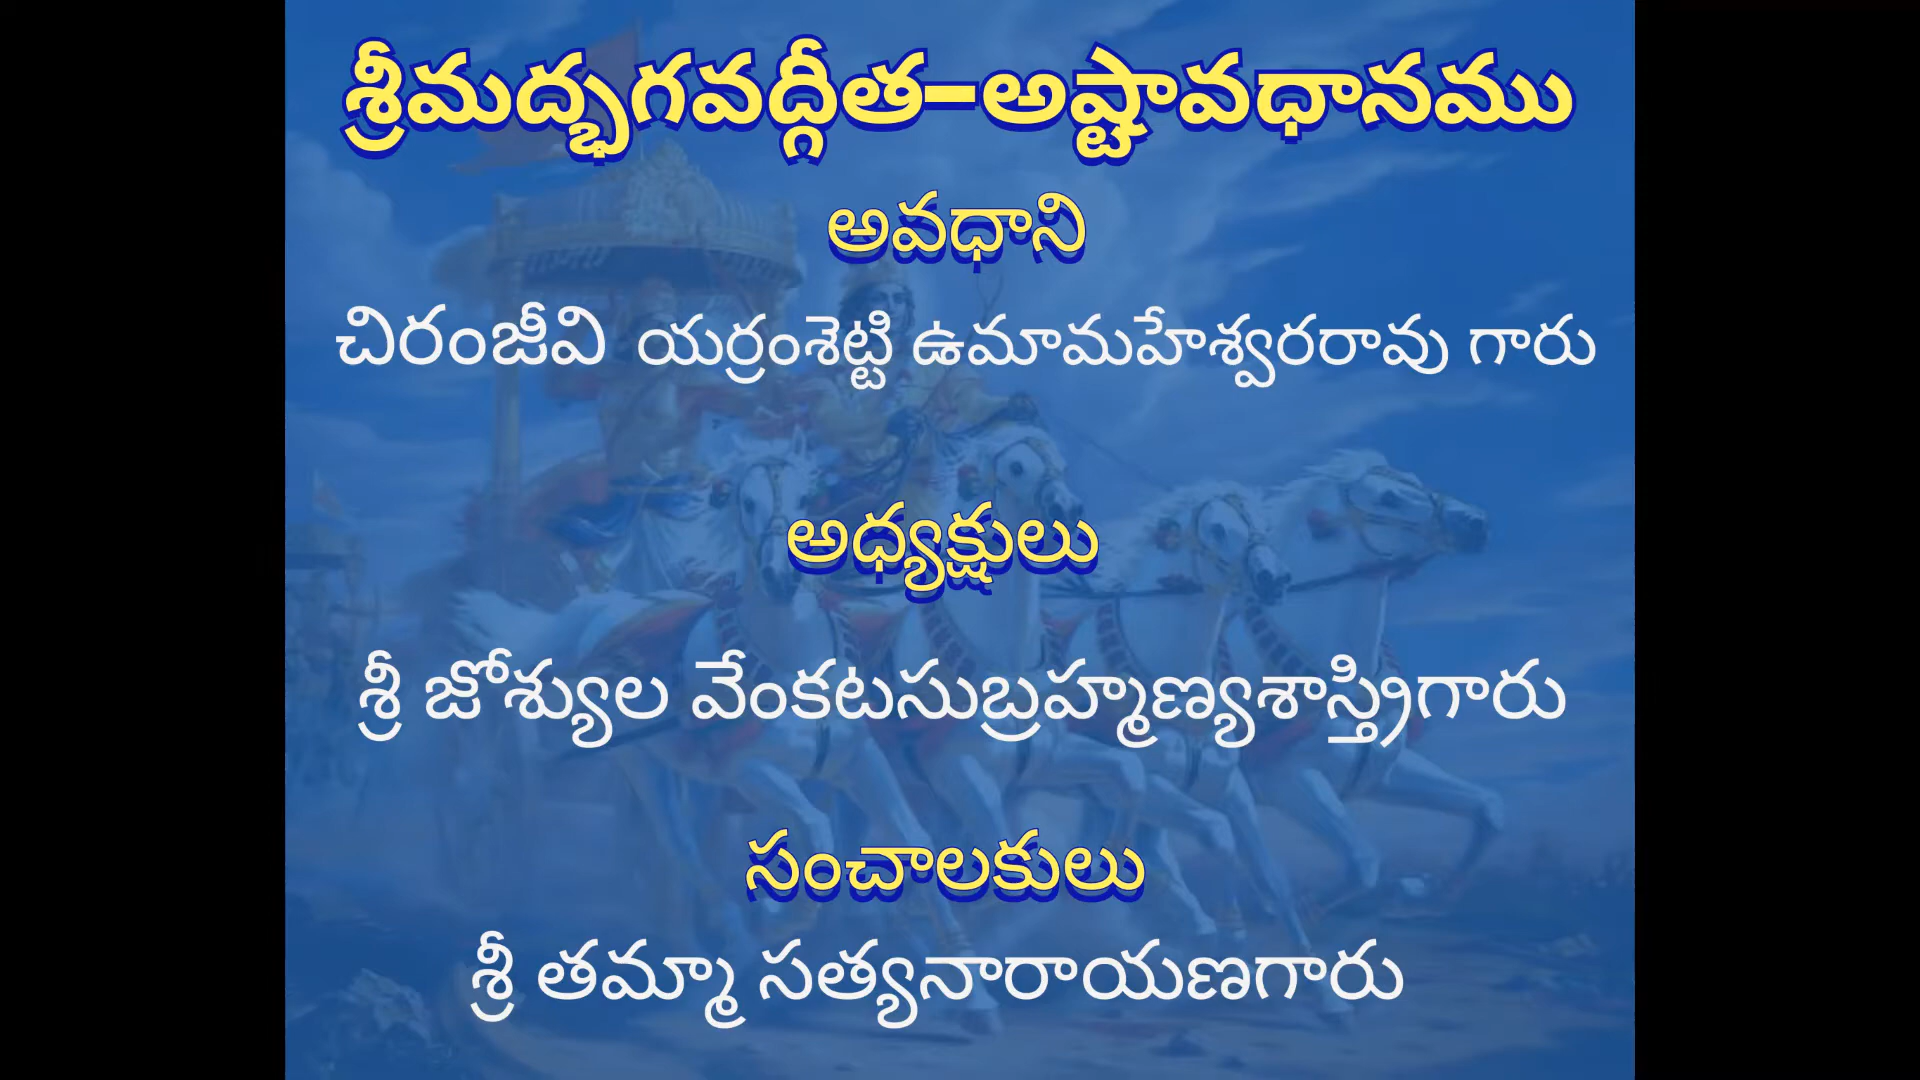 శ్రీమద్భగవద్గీత-అష్టావధానము
అవధాని
చిరంజీవి యర్రంశెట్టి ఉమామహేశ్వరరావు గారు
అధ్యక్షులు
శ్రీ జోశ్యుల వేంకటసుబ్రహ్మణ్యశాస్త్రిగారు
సంచాలకులు
శ్రీ తమ్మా సత్యనారాయణగారు